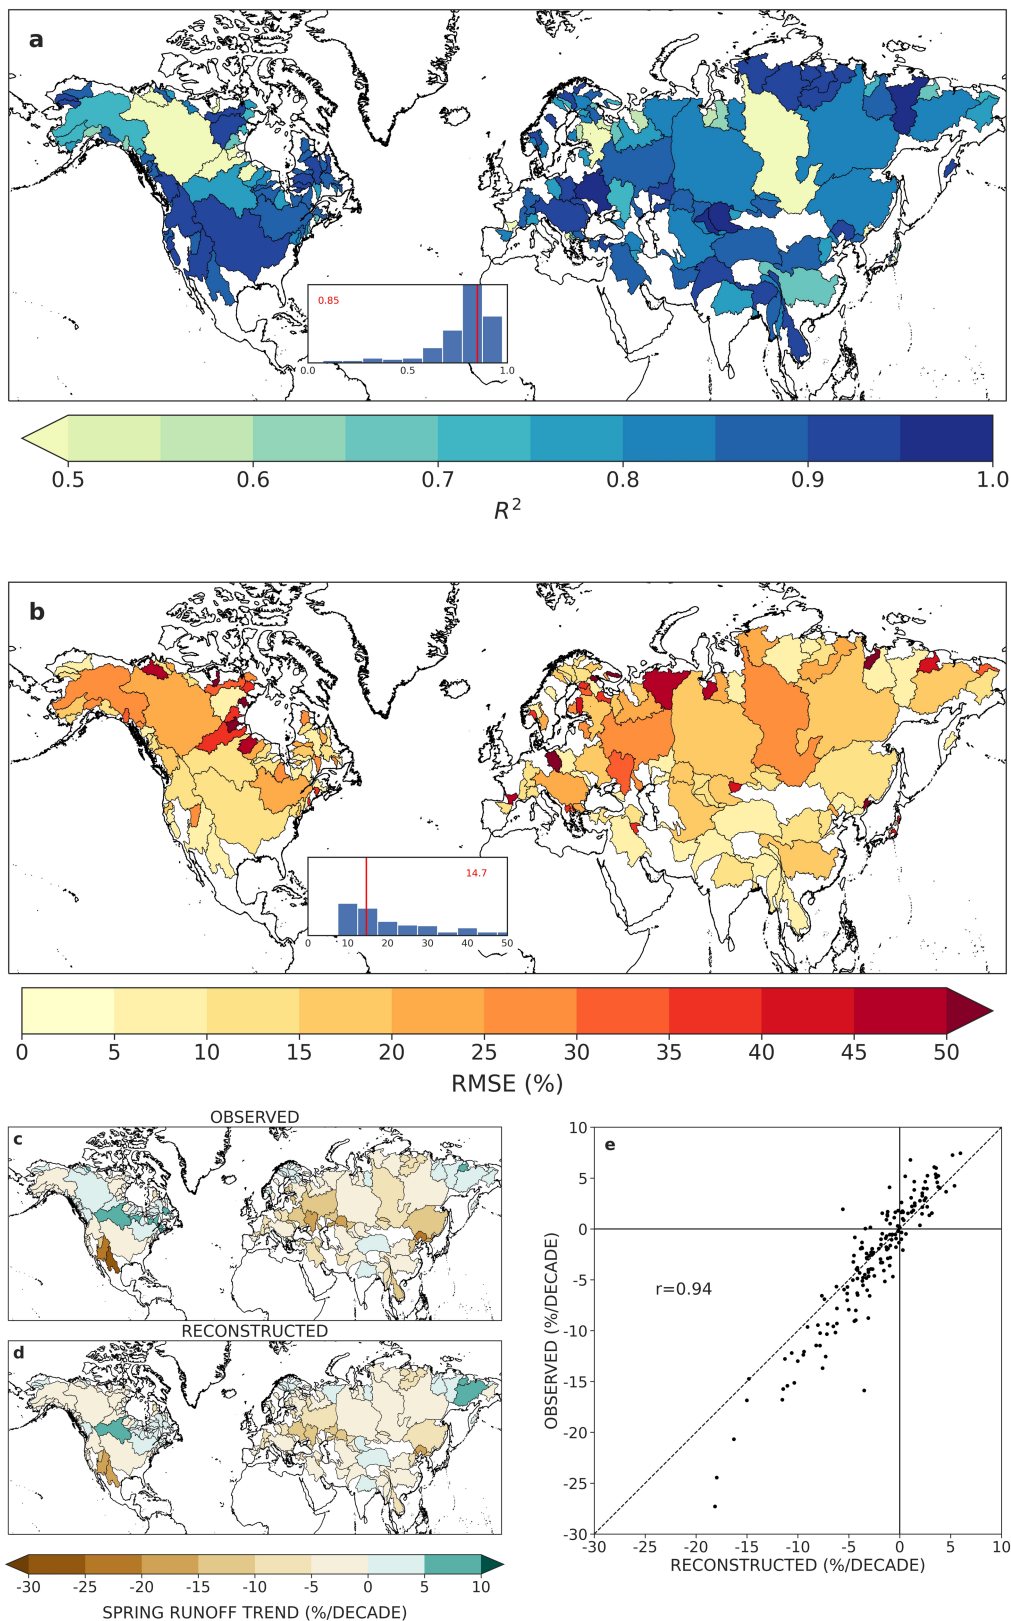 a
0.85
0.0 0.5 1.0
0.5 0.6 0.7 0.8 0.9 1.0
R²
b
14.7
0 10 20 30 40 50
0 5 10 15 20 25 30 35 40 45 50
RMSE (%)
OBSERVED
c
RECONSTRUCTED
d
-30 -25 -20 -15 -10 -5 0 5 10
SPRING RUNOFF TREND (%/DECADE)
e
10
5
0
-5
-10
-15
-20
-25
-30
OBSERVED (%/DECADE)
r=0.94
-30 -25 -20 -15 -10 -5 0 5 10
RECONSTRUCTED (%/DECADE)